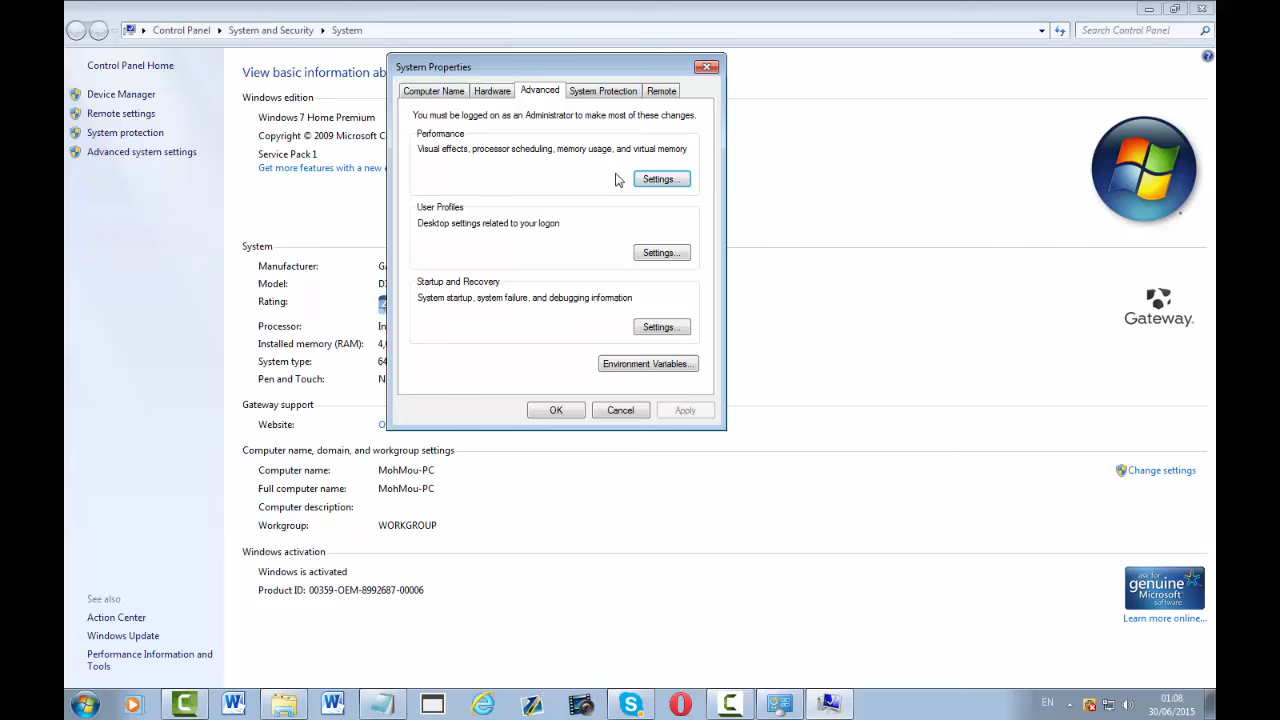 Control Panel
System and Security
System
Search Control Panel
Control Panel Home
Device Manager
Remote settings
System protection
Advanced system settings
See also
Action Center
Windows Update
Performance Information and
Tools
View basic information ab
Windows edition
Windows 7 Home Premium
Copyright © 2009 Microsoft C
Service Pack 1
Get more features with a new e
System
Manufacturer:
Model:
Rating:
Processor: In
Installed memory (RAM): 4,
System type: 64
Pen and Touch: N
Gateway support
Website: O
Computer name, domain, and workgroup settings
Computer name: MohMou-PC
Full computer name: MohMou-PC
Computer description:
Workgroup: WORKGROUP
Change settings
Windows activation
Windows is activated
Product ID: 00359-OEM-8992687-00006
Gateway.
ask for
genuine
Microsoft
software
Learn more online...
System Properties
Computer Name Hardware Advanced System Protection Remote
You must be logged on as an Administrator to make most of these changes.
Performance
Visual effects, processor scheduling, memory usage, and virtual memory
Settings...
User Profiles
Desktop settings related to your logon
Settings...
Startup and Recovery
System startup, system failure, and debugging information
Settings...
Environment Variables...
OK Cancel Apply
EN
01:08
30/06/2015